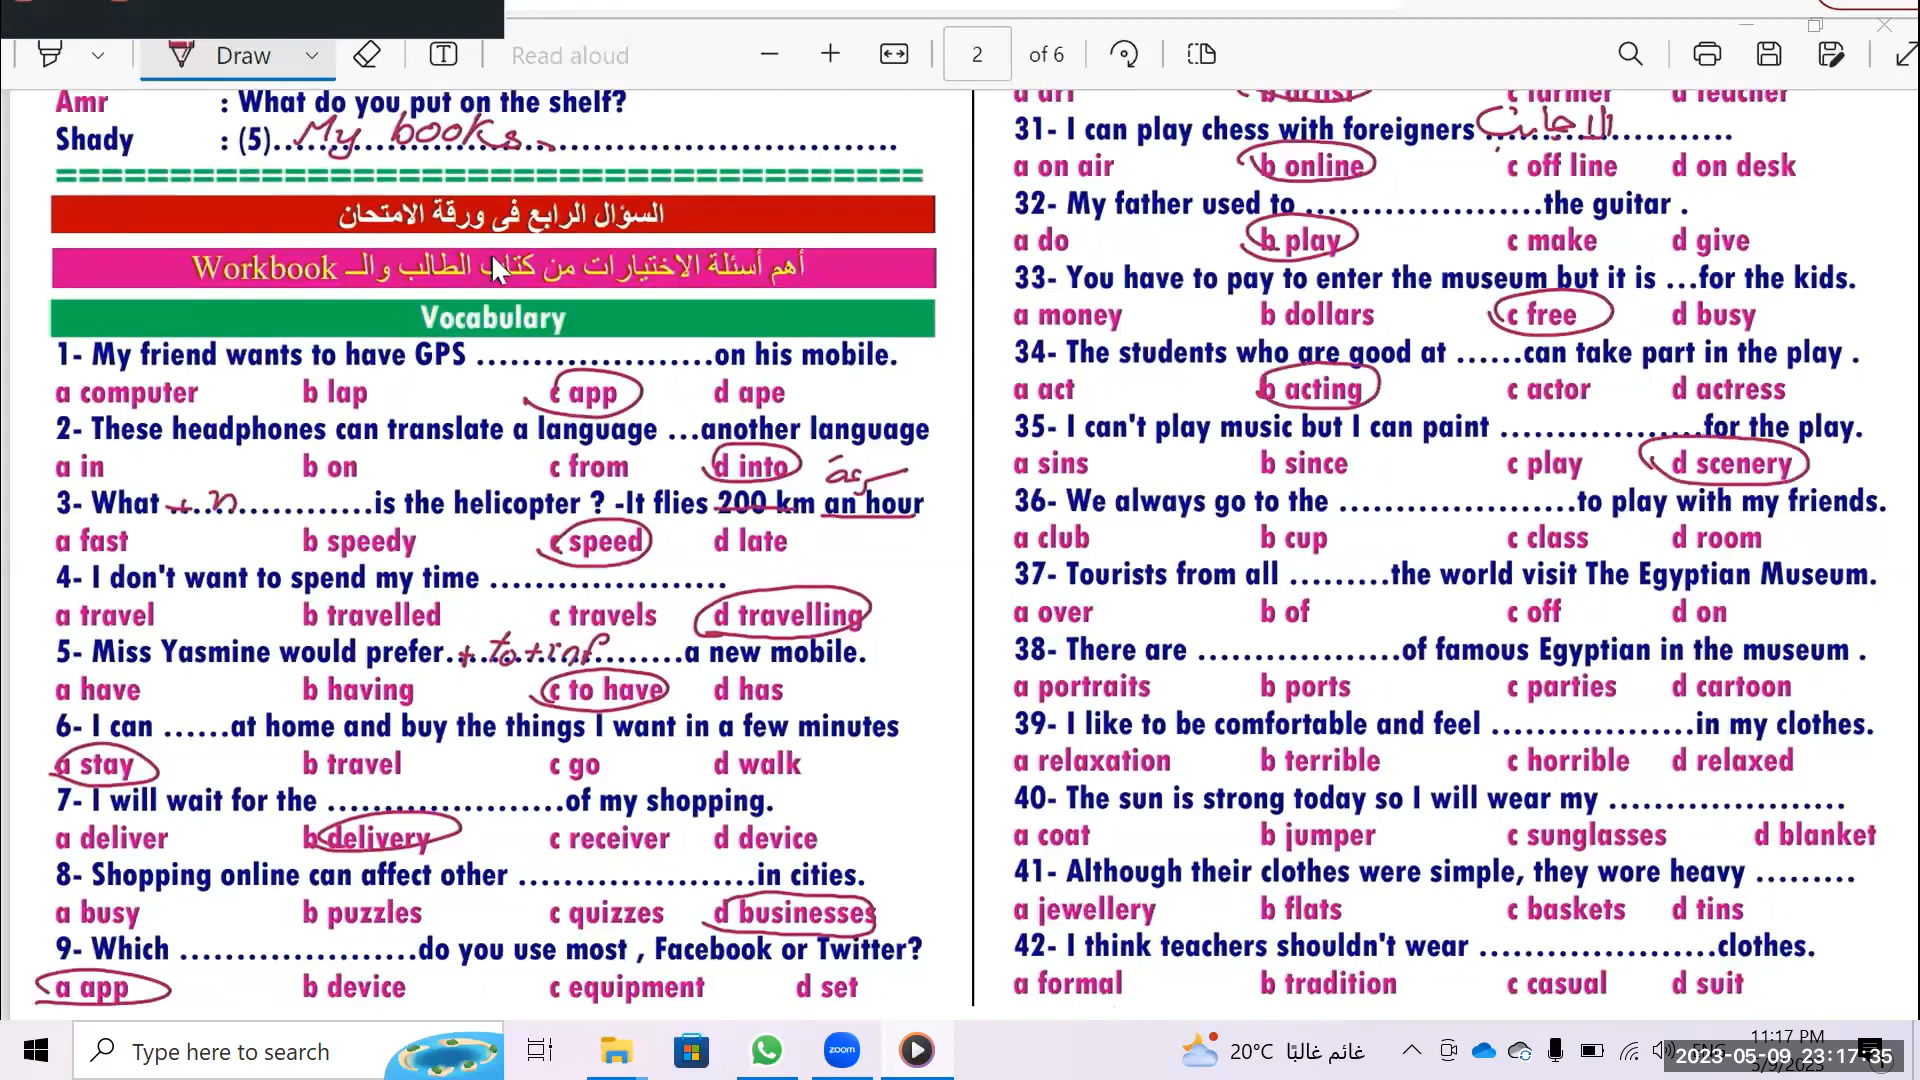 Draw
Read aloud
2 of 6
Amr : What do you put on the shelf?
Shady : (5)....My books.............................
======================================
السؤال الرابع فى ورقة الامتحان
أهم أسئلة الاختيارات من كتاب الطالب والــ Workbook
Vocabulary
1- My friend wants to have GPS .....................on his mobile.
a computer b lap c app d ape
2- These headphones can translate a language ...another language
a in b on c from d into
3- What + n ..................is the helicopter ? -It flies 200 km an hour
a fast b speedy c speed d late
4- I don't want to spend my time .....................
a travel b travelled c travels d travelling
5- Miss Yasmine would prefer + to + inf .......a new mobile.
a have b having c to have d has
6- I can ......at home and buy the things I want in a few minutes
a stay b travel c go d walk
7- I will wait for the .....................of my shopping.
a deliver b delivery c receiver d device
8- Shopping online can affect other .....................in cities.
a busy b puzzles c quizzes d businesses
9- Which .....................do you use most , Facebook or Twitter?
a app b device c equipment d set
a art b artist c farmer d teacher
31- I can play chess with foreigners الاجانب .....................
a on air b online c off line d on desk
32- My father used to .....................the guitar .
a do b play c make d give
33- You have to pay to enter the museum but it is ...for the kids.
a money b dollars c free d busy
34- The students who are good at ......can take part in the play .
a act b acting c actor d actress
35- I can't play music but I can paint ..................for the play.
a sins b since c play d scenery
36- We always go to the .....................to play with my friends.
a club b cup c class d room
37- Tourists from all .........the world visit The Egyptian Museum.
a over b of c off d on
38- There are ..................of famous Egyptian in the museum .
a portraits b ports c parties d cartoon
39- I like to be comfortable and feel ..................in my clothes.
a relaxation b terrible c horrible d relaxed
40- The sun is strong today so I will wear my .....................
a coat b jumper c sunglasses d blanket
41- Although their clothes were simple, they wore heavy .........
a jewellery b flats c baskets d tins
42- I think teachers shouldn't wear .....................clothes.
a formal b tradition c casual d suit
Type here to search
zoom
20°C غائم غالبًا
11:17 PM
2023-05-09 23:17:35